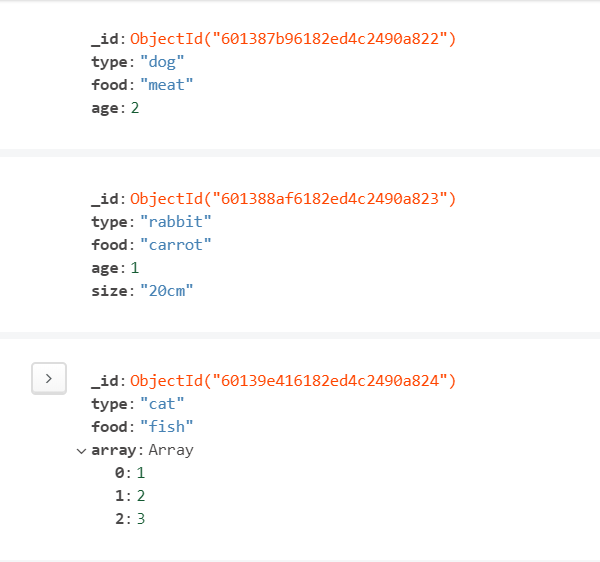 _id: ObjectId("601387b96182ed4c2490a822")
type: "dog"
food: "meat"
age: 2
_id: ObjectId("601388af6182ed4c2490a823")
type: "rabbit"
food: "carrot"
age: 1
size: "20cm"
_id: ObjectId("60139e416182ed4c2490a824")
type: "cat"
food: "fish"
array: Array
0: 1
1: 2
2: 3